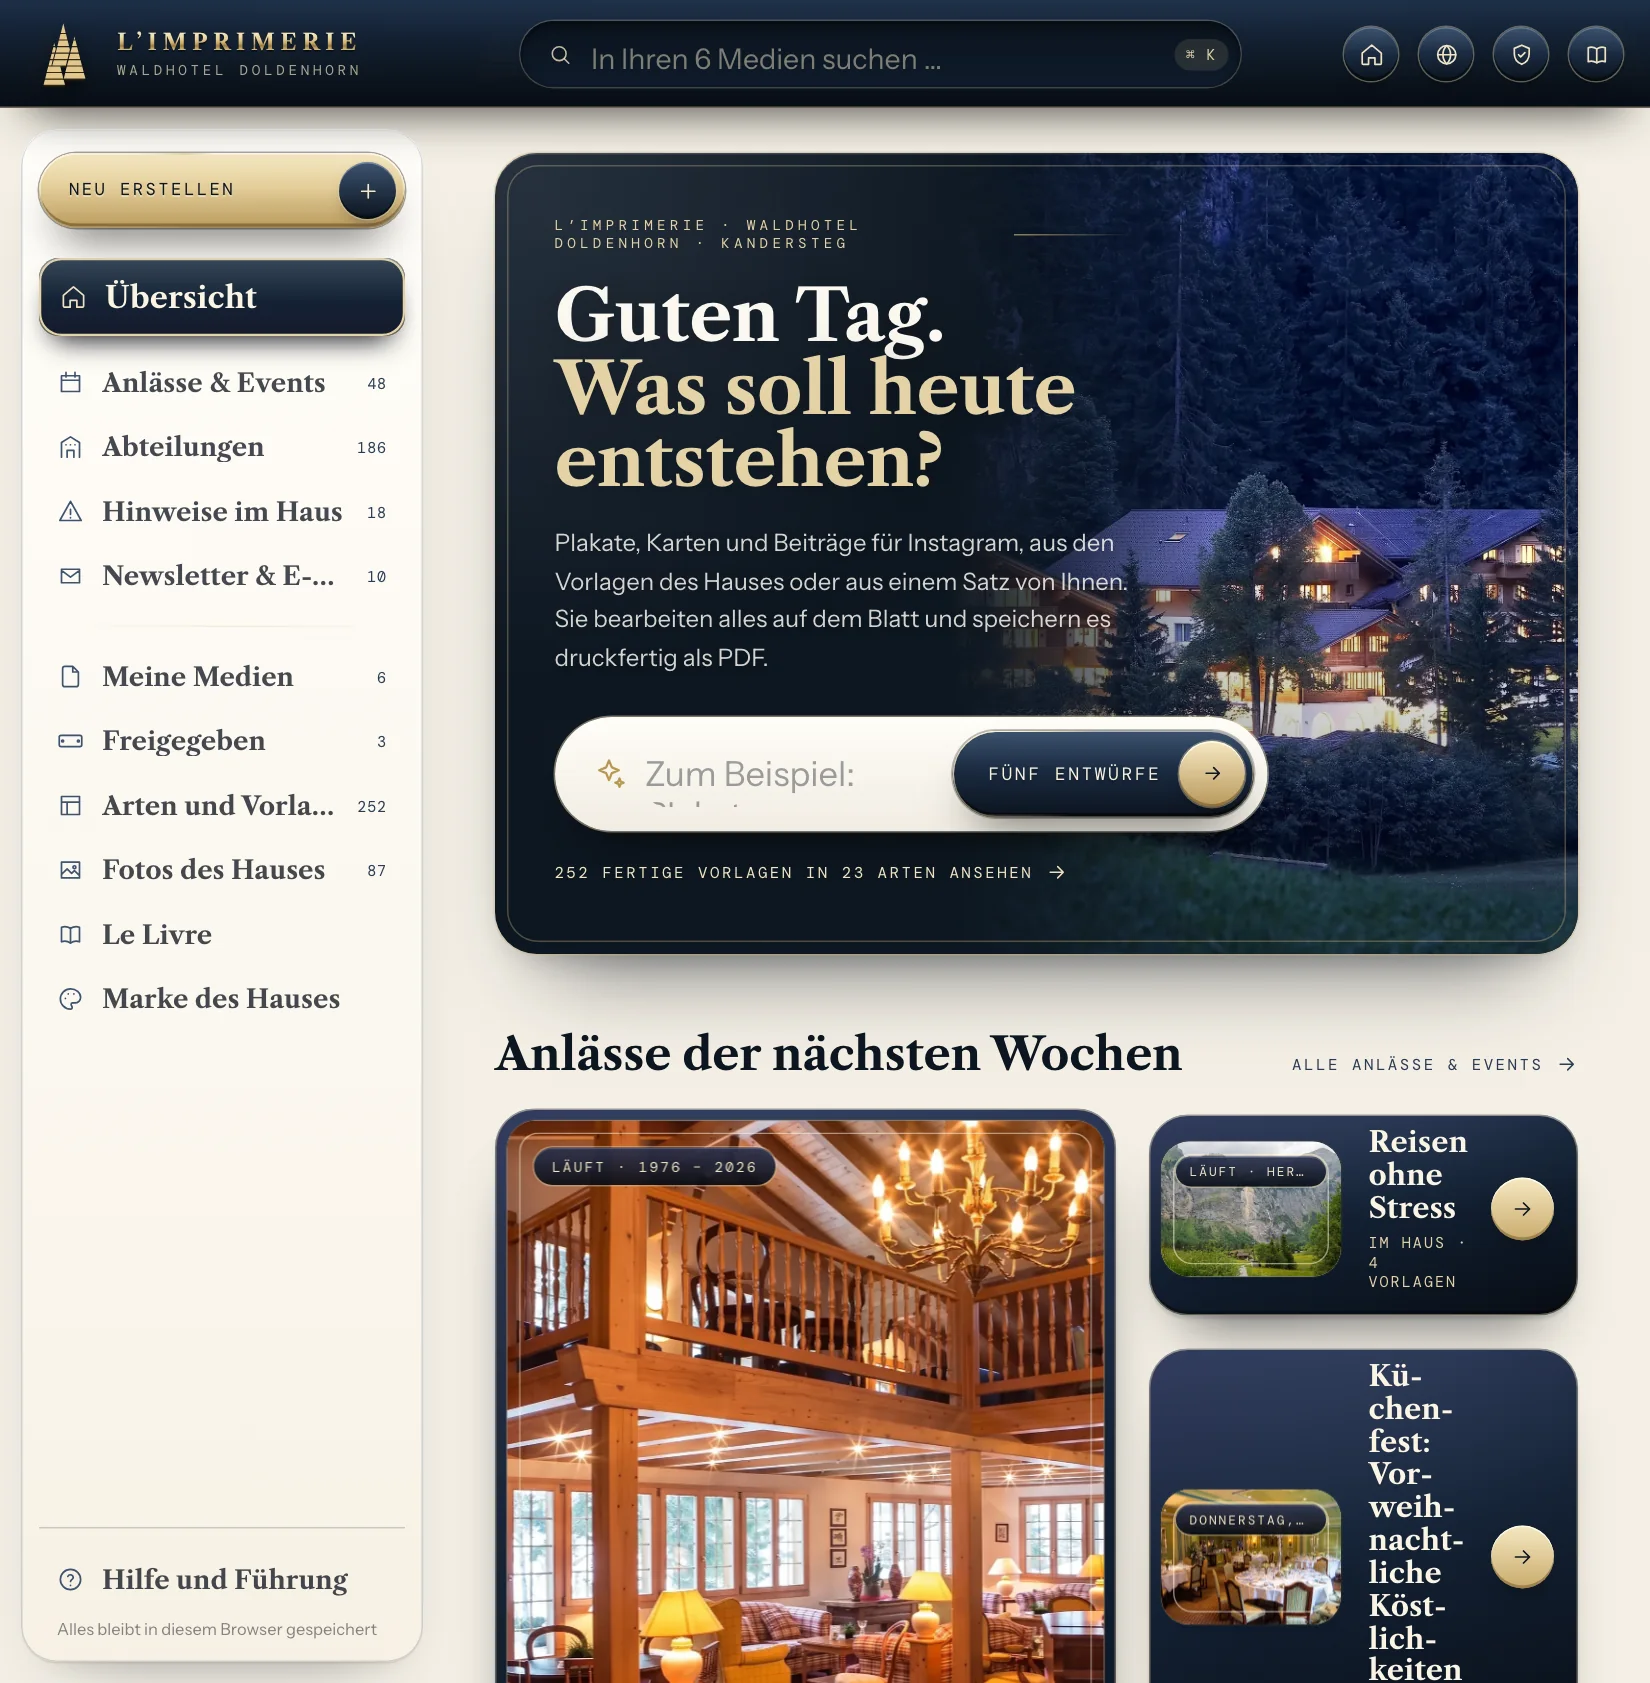 L'IMPRIMERIE
WALDHOTEL DOLDENHORN
In Ihren 6 Medien suchen ...
⌘ K
NEU ERSTELLEN
Übersicht
Anlässe & Events 48
Abteilungen 186
Hinweise im Haus 18
Newsletter & E-... 10
Meine Medien 6
Freigegeben 3
Arten und Vorla... 252
Fotos des Hauses 87
Le Livre
Marke des Hauses
Hilfe und Führung
Alles bleibt in diesem Browser gespeichert
L'IMPRIMERIE · WALDHOTEL
DOLDENHORN · KANDERSTEG
Guten Tag.
Was soll heute
entstehen?
Plakate, Karten und Beiträge für Instagram, aus den
Vorlagen des Hauses oder aus einem Satz von Ihnen.
Sie bearbeiten alles auf dem Blatt und speichern es
druckfertig als PDF.
Zum Beispiel:
FÜNF ENTWÜRFE
252 FERTIGE VORLAGEN IN 23 ARTEN ANSEHEN
Anlässe der nächsten Wochen
ALLE ANLÄSSE & EVENTS
LÄUFT · 1976 – 2026
LÄUFT · HER...
Reisen
ohne
Stress
IM HAUS ·
4
VORLAGEN
DONNERSTAG,...
Kü-
chen-
fest:
Vor-
weih-
nacht-
liche
Köst-
lich-
keiten